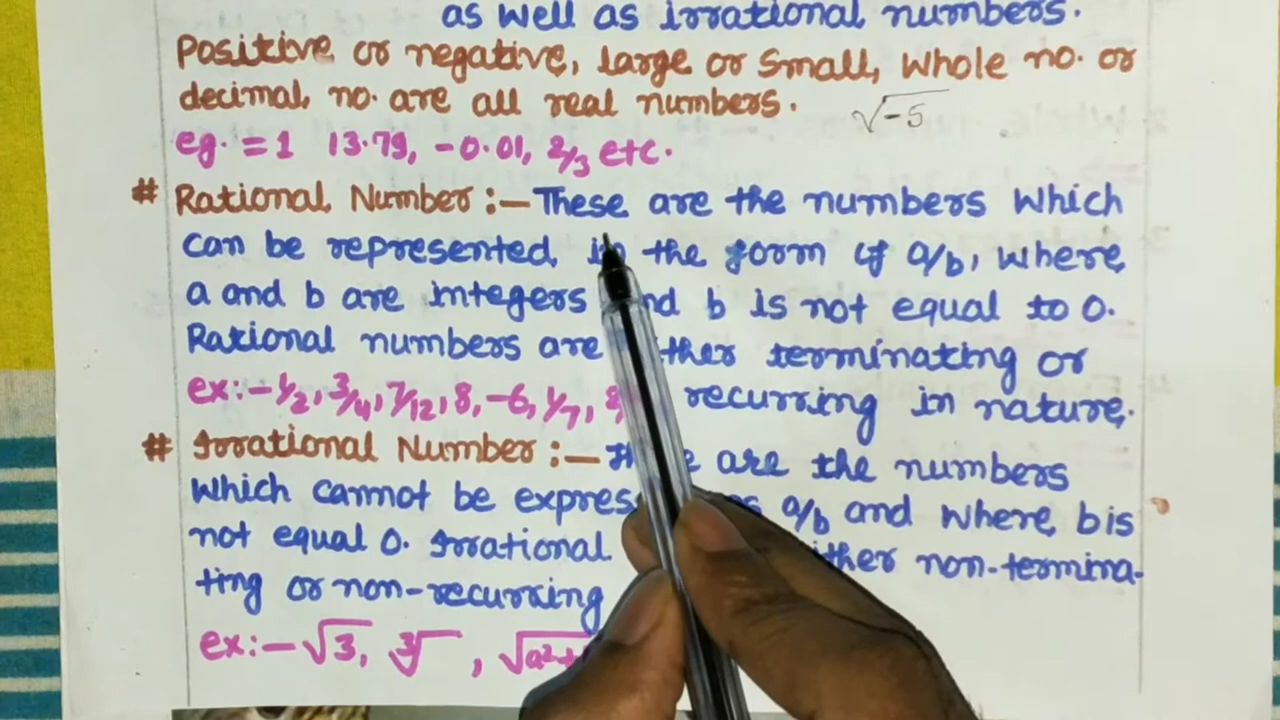 as well as irrational numbers.
Positive or negative, large or small, whole no. or
decimal no. are all real numbers.
√-5
eg. = 1 13.79, -0.01, 2/3 etc.
# Rational Number :- These are the numbers which
can be represented in the form of a/b, where
a and b are integers b is not equal to 0.
Rational numbers are terminating or
ex:- 1/2, 3/4, 7/12, 8, -6, 1/7, recurring in nature.
# Irrational Number :- are the numbers
which cannot be a/b and where b is
not equal 0. Irrational non-termina-
ting or non-recurring
ex:- √3, ∛ , √a²+